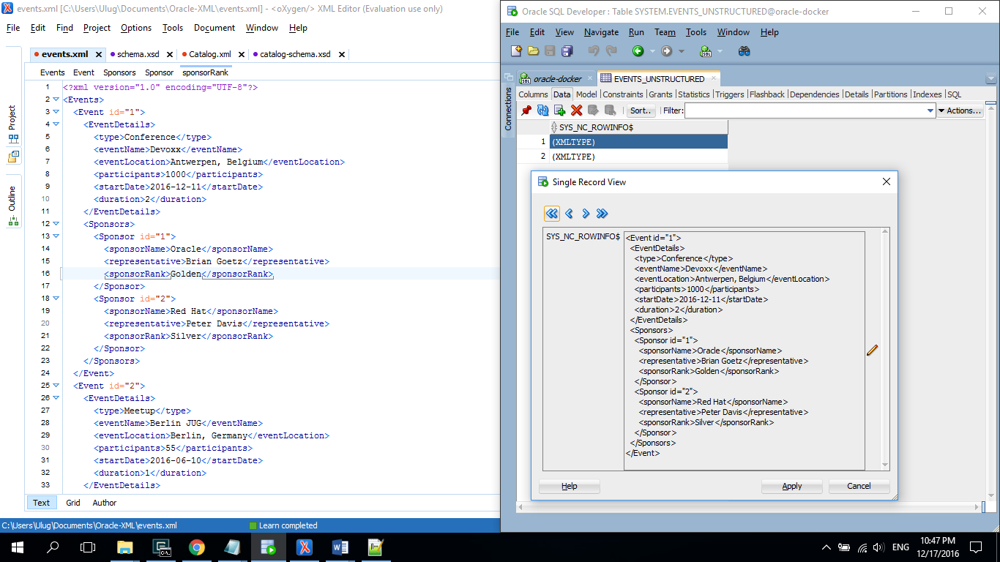 events.xml [C:\Users\Ulug\Documents\Oracle-XML\events.xml] - <oXygen/> XML Editor (Evaluation use only)
File Edit Find Project Options Tools Document Window Help
events.xml schema.xsd Catalog.xml catalog-schema.xsd
Events Event Sponsors Sponsor sponsorRank
Project
Outline
1 <?xml version="1.0" encoding="UTF-8"?>
2 <Events>
3 <Event id="1">
4 <EventDetails>
5 <type>Conference</type>
6 <eventName>Devoxx</eventName>
7 <eventLocation>Antwerpen, Belgium</eventLocation>
8 <participants>1000</participants>
9 <startDate>2016-12-11</startDate>
10 <duration>2</duration>
11 </EventDetails>
12 <Sponsors>
13 <Sponsor id="1">
14 <sponsorName>Oracle</sponsorName>
15 <representative>Brian Goetz</representative>
16 <sponsorRank>Golden</sponsorRank>
17 </Sponsor>
18 <Sponsor id="2">
19 <sponsorName>Red Hat</sponsorName>
20 <representative>Peter Davis</representative>
21 <sponsorRank>Silver</sponsorRank>
22 </Sponsor>
23 </Sponsors>
24 </Event>
25 <Event id="2">
26 <EventDetails>
27 <type>Meetup</type>
28 <eventName>Berlin JUG</eventName>
29 <eventLocation>Berlin, Germany</eventLocation>
30 <participants>55</participants>
31 <startDate>2016-06-10</startDate>
32 <duration>1</duration>
33 </EventDetails>
Text Grid Author
C:\Users\Ulug\Documents\Oracle-XML\events.xml Learn completed
Oracle SQL Developer : Table SYSTEM.EVENTS_UNSTRUCTURED@oracle-docker
File Edit View Navigate Run Team Tools Window Help
SQL
Connections
oracle-docker EVENTS_UNSTRUCTURED
Columns Data Model Constraints Grants Statistics Triggers Flashback Dependencies Details Partitions Indexes SQL
Sort.. Filter: Actions...
SYS_NC_ROWINFO$
1 (XMLTYPE)
2 (XMLTYPE)
Single Record View
SYS_NC_ROWINFO$
<Event id="1">
<EventDetails>
<type>Conference</type>
<eventName>Devoxx</eventName>
<eventLocation>Antwerpen, Belgium</eventLocation>
<participants>1000</participants>
<startDate>2016-12-11</startDate>
<duration>2</duration>
</EventDetails>
<Sponsors>
<Sponsor id="1">
<sponsorName>Oracle</sponsorName>
<representative>Brian Goetz</representative>
<sponsorRank>Golden</sponsorRank>
</Sponsor>
<Sponsor id="2">
<sponsorName>Red Hat</sponsorName>
<representative>Peter Davis</representative>
<sponsorRank>Silver</sponsorRank>
</Sponsor>
</Sponsors>
</Event>
Help Apply Cancel
ENG
10:47 PM
12/17/2016